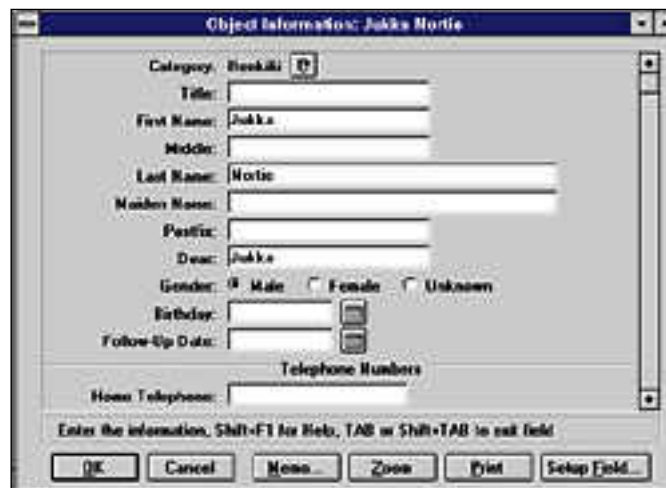 Object Information: Jukka Nortio
Category:
Title:
First Name: Jukka
Middle:
Last Name: Nortio
Maiden Name:
Postfix:
Dear: Jukka
Gender: Male Female Unknown
Birthday:
Follow-Up Date:
Telephone Numbers
Home Telephone:
Enter the information, Shift+F1 for Help, TAB or Shift+TAB to exit field
OK Cancel Memo... Zoom Print Setup Field...